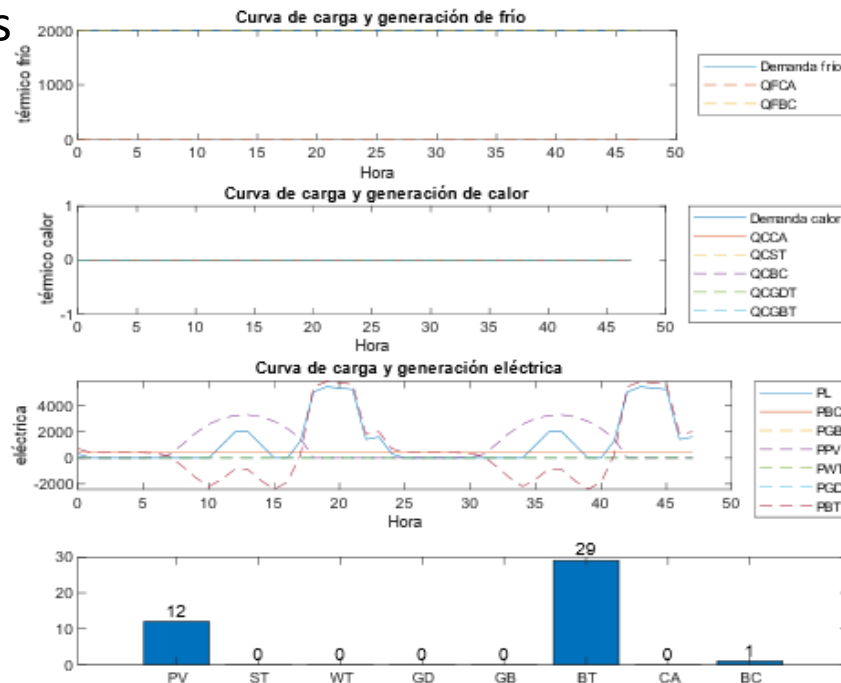 s
Curva de carga y generación de frío
térmico frío
2000
1000
0
0 5 10 15 20 25 30 35 40 45 50
Hora
Demanda frío
QFCA
QFBC
Curva de carga y generación de calor
térmico calor
1
0
-1
0 5 10 15 20 25 30 35 40 45 50
Hora
Demanda calor
QCCA
QCST
QCBC
QCGDT
QCGBT
Curva de carga y generación eléctrica
eléctrica
4000
2000
0
-2000
0 5 10 15 20 25 30 35 40 45 50
Hora
PL
PBC
PGB
PPV
PWT
PGD
PBT
30
20
10
0
12 0 0 0 0 29 0 1
PV ST WT GD GB BT CA BC